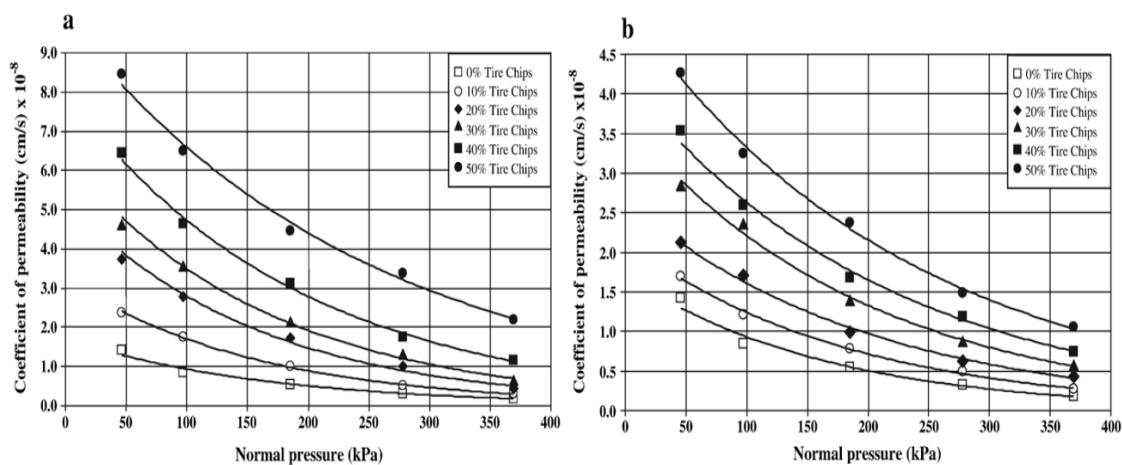 a
Coefficient of permeability (cm/s) x 10⁻⁸
9.0
8.0
7.0
6.0
5.0
4.0
3.0
2.0
1.0
0.0
0 50 100 150 200 250 300 350 400
Normal pressure (kPa)
0% Tire Chips
10% Tire Chips
20% Tire Chips
30% Tire Chips
40% Tire Chips
50% Tire Chips
b
Coefficient of permeability (cm/s) x10⁻⁸
4.5
4.0
3.5
3.0
2.5
2.0
1.5
1.0
0.5
0.0
0 50 100 150 200 250 300 350 400
Normal pressure (kPa)
0% Tire Chips
10% Tire Chips
20% Tire Chips
30% Tire Chips
40% Tire Chips
50% Tire Chips